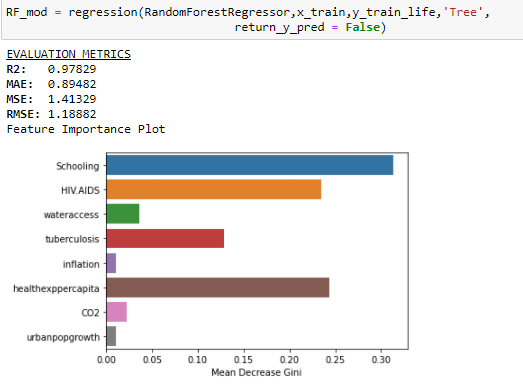 RF_mod = regression(RandomForestRegressor,x_train,y_train_life,'Tree',
return_y_pred = False)
EVALUATION METRICS
R2: 0.97829
MAE: 0.89482
MSE: 1.41329
RMSE: 1.18882
Feature Importance Plot
Schooling
HIV.AIDS
wateraccess
tuberculosis
inflation
healthexppercapita
CO2
urbanpopgrowth
0.00 0.05 0.10 0.15 0.20 0.25 0.30
Mean Decrease Gini